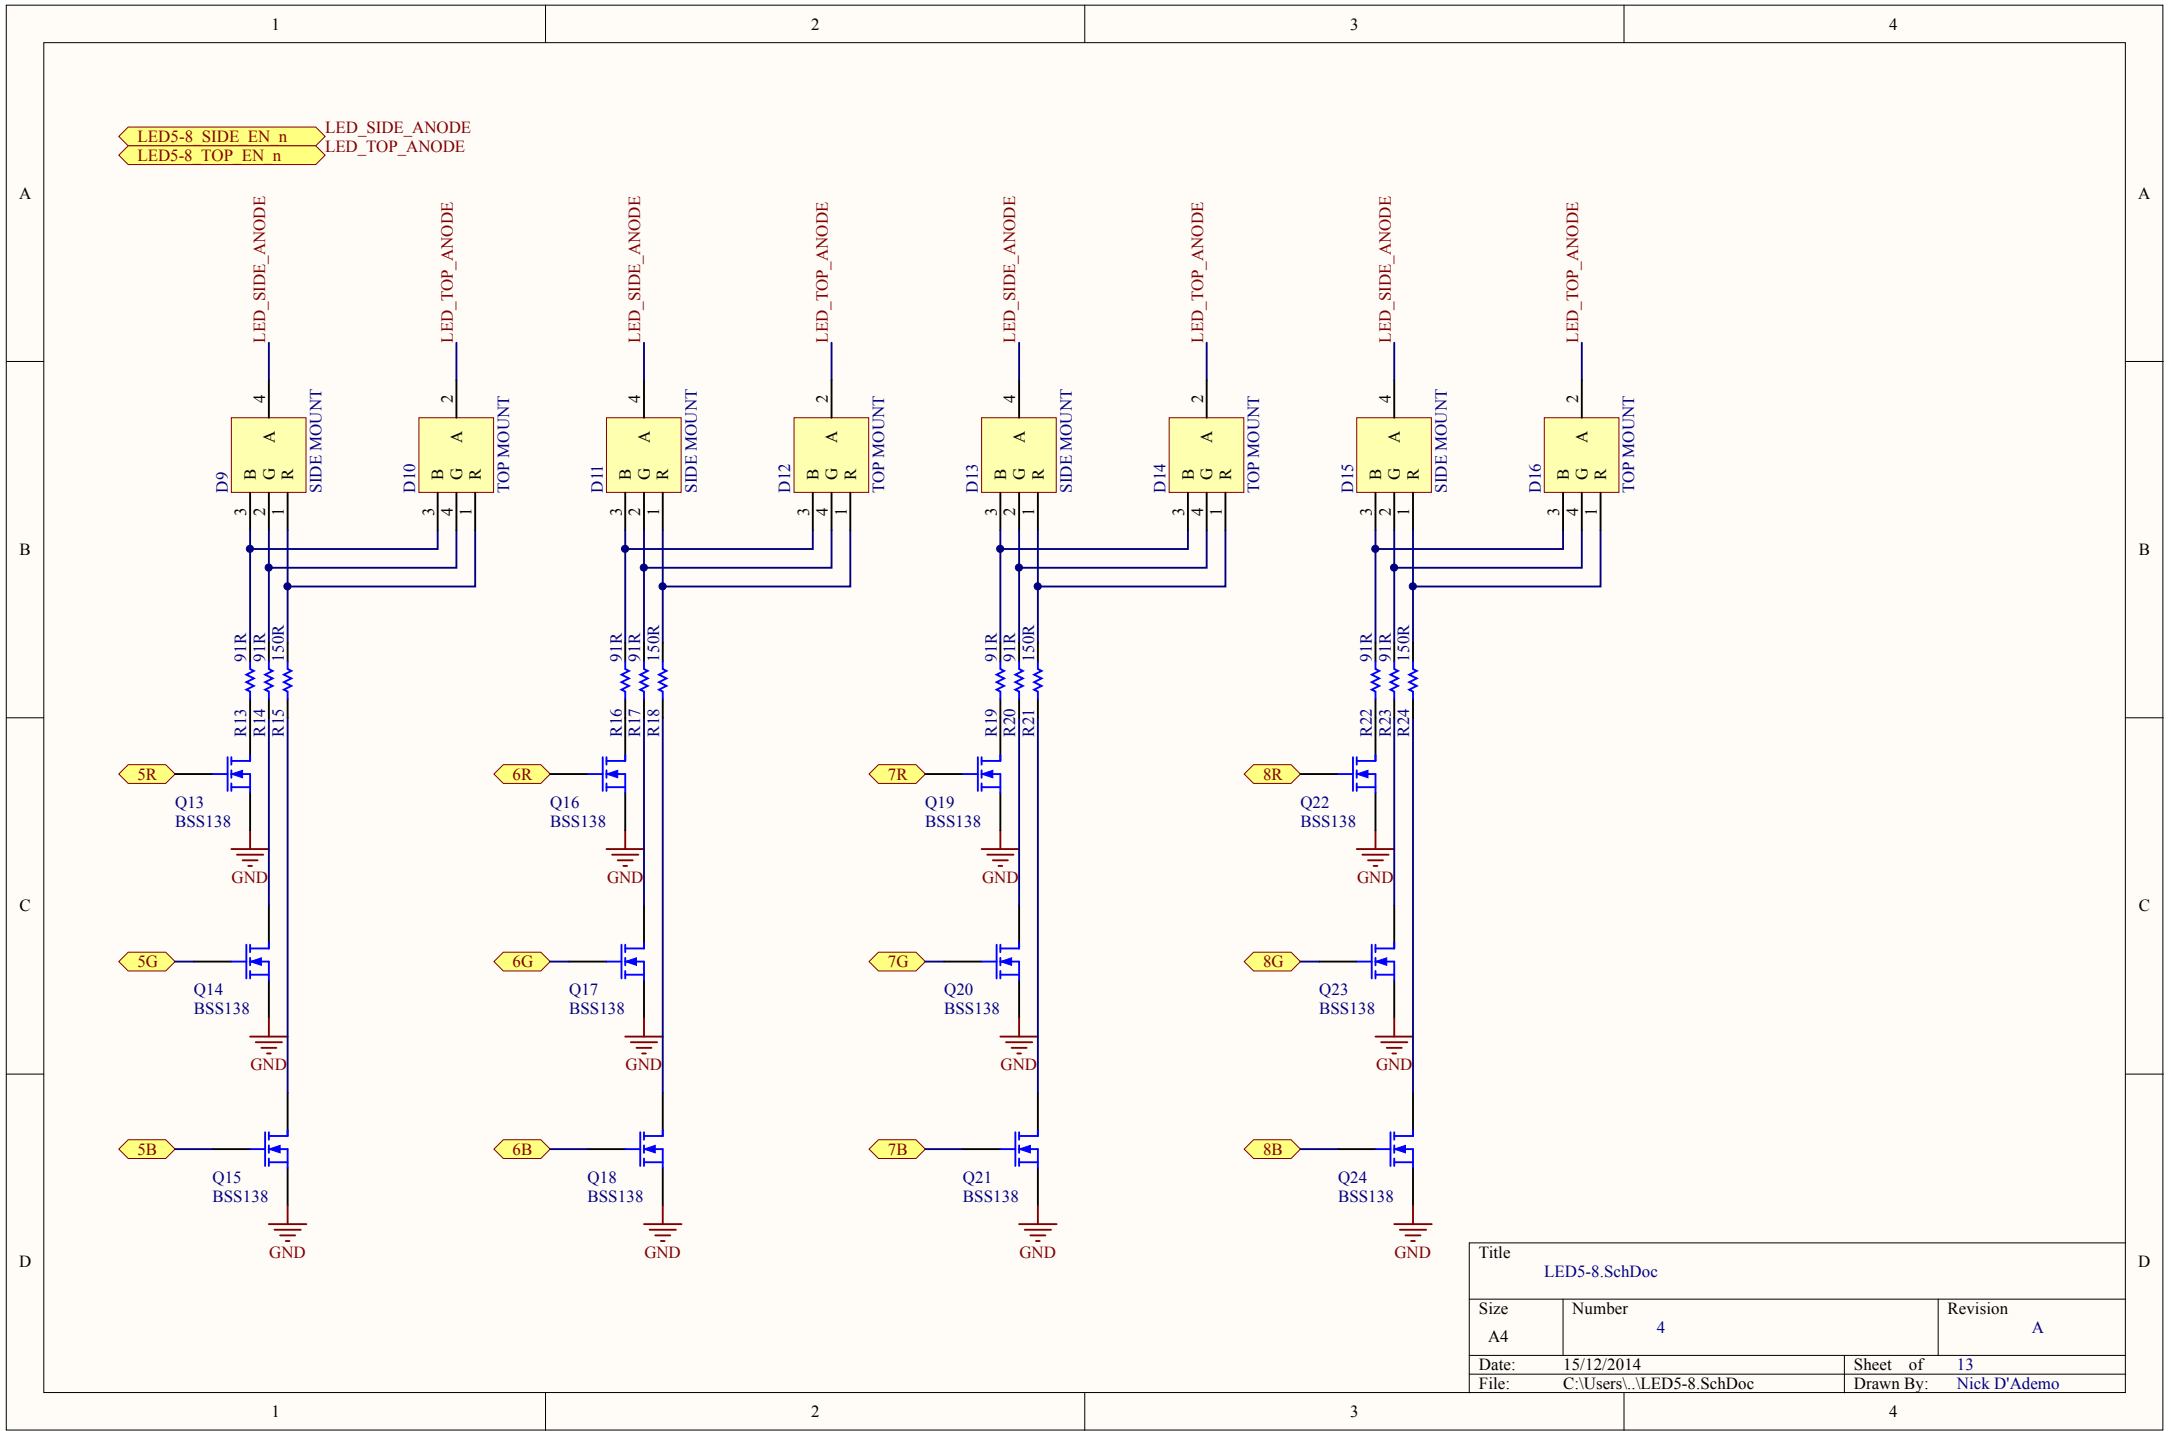 1 2 3 4
A A
B B
C C
D D
LED5-8_SIDE_EN_n LED_SIDE_ANODE
LED5-8_TOP_EN_n LED_TOP_ANODE
LED_SIDE_ANODE LED_TOP_ANODE LED_SIDE_ANODE LED_TOP_ANODE LED_SIDE_ANODE LED_TOP_ANODE LED_SIDE_ANODE LED_TOP_ANODE
4 2 4 2 4 2 4 2
A A A A A A A A
D9 B G R SIDE MOUNT
D10 B G R TOP MOUNT
D11 B G R SIDE MOUNT
D12 B G R TOP MOUNT
D13 B G R SIDE MOUNT
D14 B G R TOP MOUNT
D15 B G R SIDE MOUNT
D16 B G R TOP MOUNT
3 2 1 3 4 1 3 2 1 3 4 1 3 2 1 3 4 1 3 2 1 3 4 1
91R 91R 150R 91R 91R 150R 91R 91R 150R 91R 91R 150R
R13 R14 R15 R16 R17 R18 R19 R20 R21 R22 R23 R24
5R 6R 7R 8R
Q13 Q16 Q19 Q22
BSS138 BSS138 BSS138 BSS138
GND GND GND GND
5G 6G 7G 8G
Q14 Q17 Q20 Q23
BSS138 BSS138 BSS138 BSS138
GND GND GND GND
5B 6B 7B 8B
Q15 Q18 Q21 Q24
BSS138 BSS138 BSS138 BSS138
GND GND GND GND
Title
LED5-8.SchDoc
Size Number Revision
A4 4 A
Date: 15/12/2014 Sheet of 13
File: C:\Users\..\LED5-8.SchDoc Drawn By: Nick D'Ademo
1 2 3 4